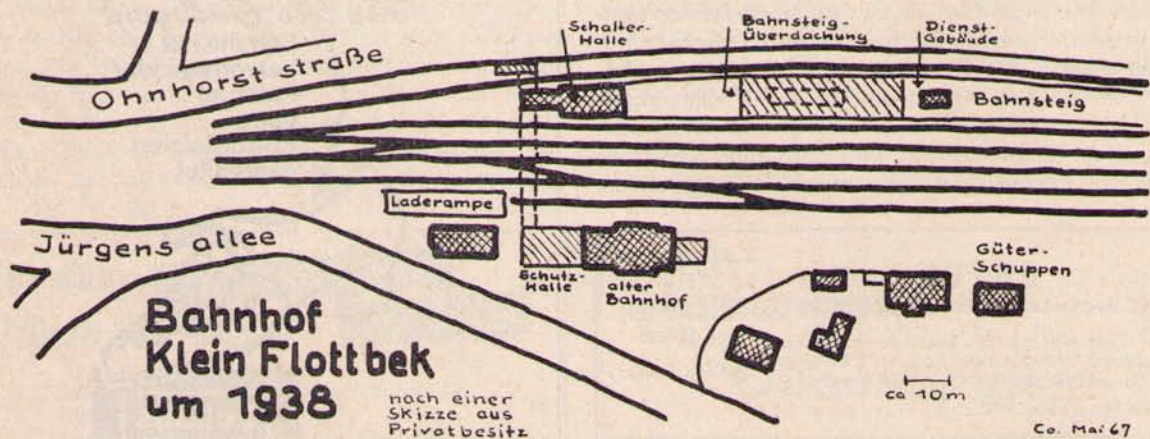 Schalter-
Halle
Bahnsteig-
Überdachung
Dienst-
Gebäude
Ohnhorst straße
Bahnsteig
Laderampe
Jürgens allee
Schutz-
Halle
alter
Bahnhof
Güter-
Schuppen
Bahnhof
Klein Flottbek
um 1938
nach einer
Skizze aus
Privatbesitz
ca 10m
Co. Mai 67